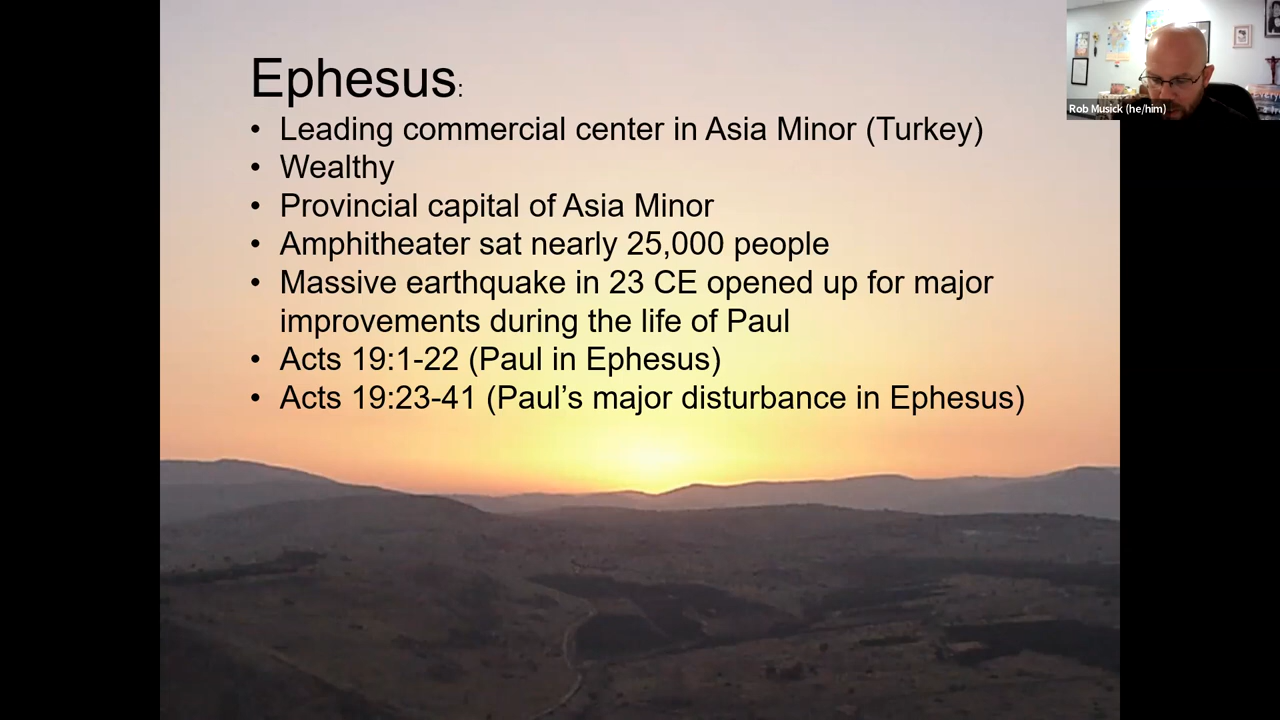 Ephesus:
• Leading commercial center in Asia Minor (Turkey)
• Wealthy
• Provincial capital of Asia Minor
• Amphitheater sat nearly 25,000 people
• Massive earthquake in 23 CE opened up for major
improvements during the life of Paul
• Acts 19:1-22 (Paul in Ephesus)
• Acts 19:23-41 (Paul’s major disturbance in Ephesus)
Rob Musick (he/him)